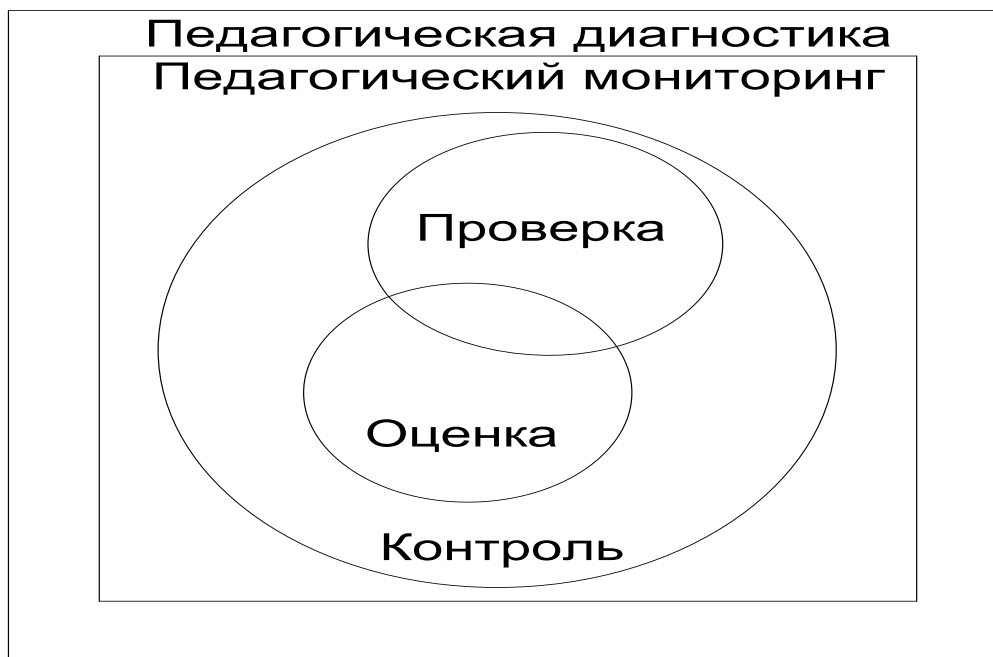 Педагогическая диагностика
Педагогический мониторинг
Проверка
Оценка
Контроль